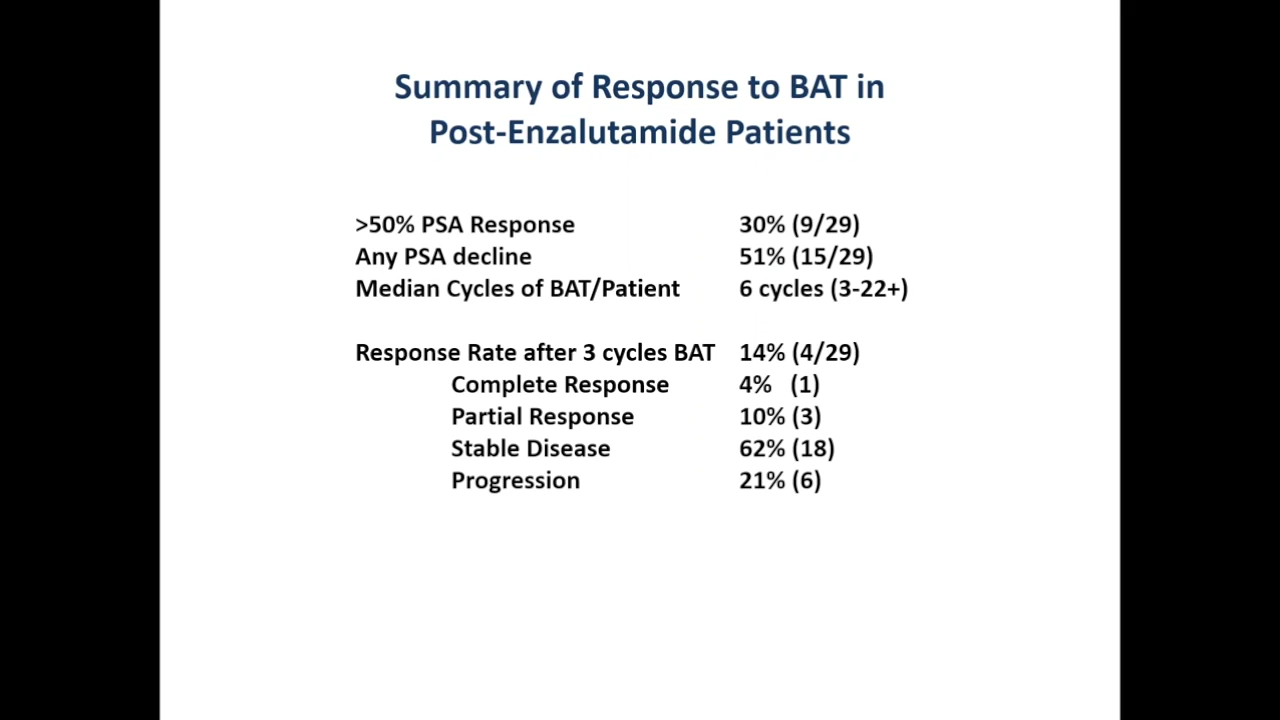 Summary of Response to BAT in
Post-Enzalutamide Patients
>50% PSA Response 30% (9/29)
Any PSA decline 51% (15/29)
Median Cycles of BAT/Patient 6 cycles (3-22+)
Response Rate after 3 cycles BAT 14% (4/29)
Complete Response 4% (1)
Partial Response 10% (3)
Stable Disease 62% (18)
Progression 21% (6)